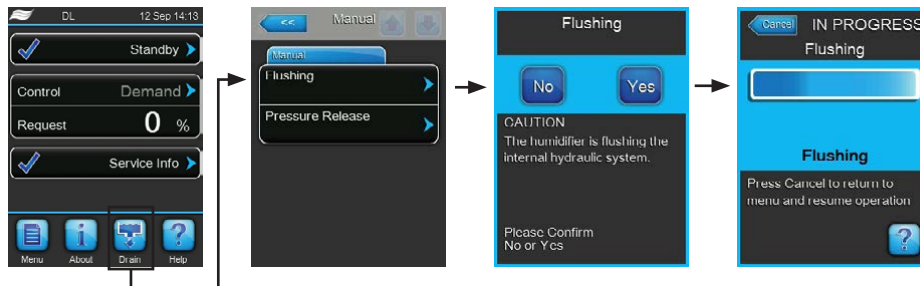 DL 12 Sep 14:13
Standby
Control Demand
Request 0 %
Service Info
Menu About Drain Help
<< Manual
Manual
Flushing
Pressure Release
Flushing
No Yes
CAUTION
The humidifier is flushing the
internal hydraulic system.
Please Confirm
No or Yes
Cancel IN PROGRESS
Flushing
Flushing
Press Cancel to return to
menu and resume operation
?